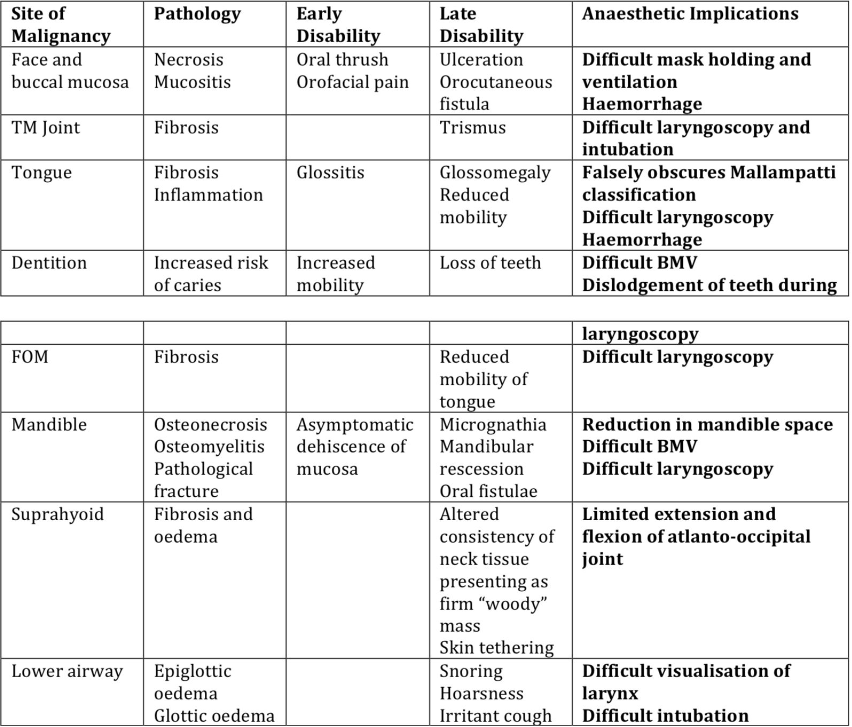 Site of Malignancy | Pathology | Early Disability | Late Disability | Anaesthetic Implications
Face and buccal mucosa | Necrosis Mucositis | Oral thrush Orofacial pain | Ulceration Orocutaneous fistula | Difficult mask holding and ventilation Haemorrhage
TM Joint | Fibrosis | | Trismus | Difficult laryngoscopy and intubation
Tongue | Fibrosis Inflammation | Glossitis | Glossomegaly Reduced mobility | Falsely obscures Mallampatti classification Difficult laryngoscopy Haemorrhage
Dentition | Increased risk of caries | Increased mobility | Loss of teeth | Difficult BMV Dislodgement of teeth during
laryngoscopy
FOM | Fibrosis | | Reduced mobility of tongue | Difficult laryngoscopy
Mandible | Osteonecrosis Osteomyelitis Pathological fracture | Asymptomatic dehiscence of mucosa | Micrognathia Mandibular rescession Oral fistulae | Reduction in mandible space Difficult BMV Difficult laryngoscopy
Suprahyoid | Fibrosis and oedema | | Altered consistency of neck tissue presenting as firm “woody” mass Skin tethering | Limited extension and flexion of atlanto-occipital joint
Lower airway | Epiglottic oedema Glottic oedema | | Snoring Hoarsness Irritant cough | Difficult visualisation of larynx Difficult intubation